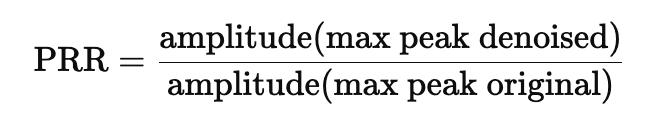 PRR = amplitude(max peak denoised)
amplitude(max peak original)